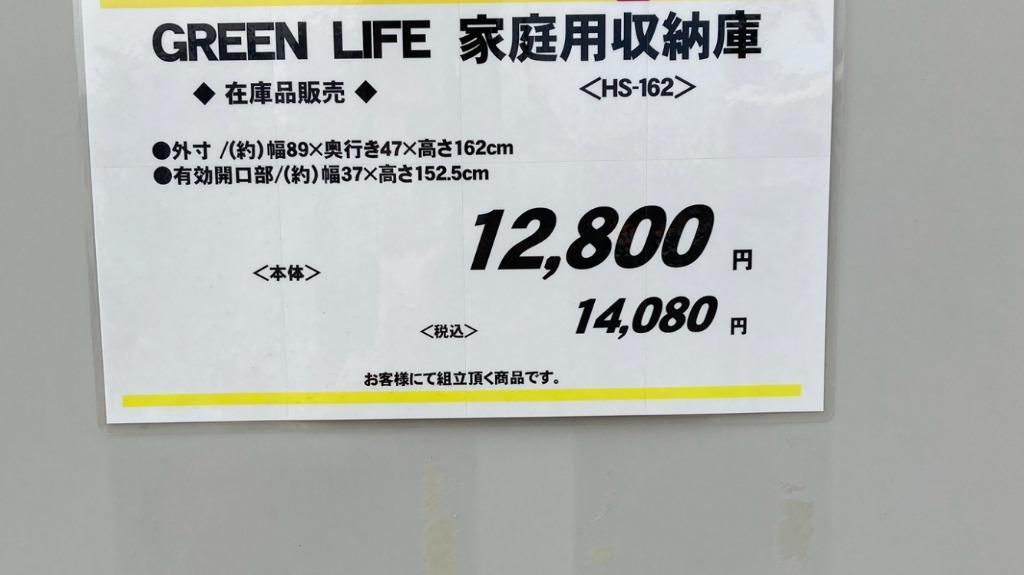 GREEN LIFE 家庭用収納庫
◆ 在庫品販売 ◆ <HS-162>
●外寸 /(約)幅89×奥行き47×高さ162cm
●有効開口部/(約)幅37×高さ152.5cm
<本体> 12,800 円
<税込> 14,080 円
お客様にて組立頂く商品です。